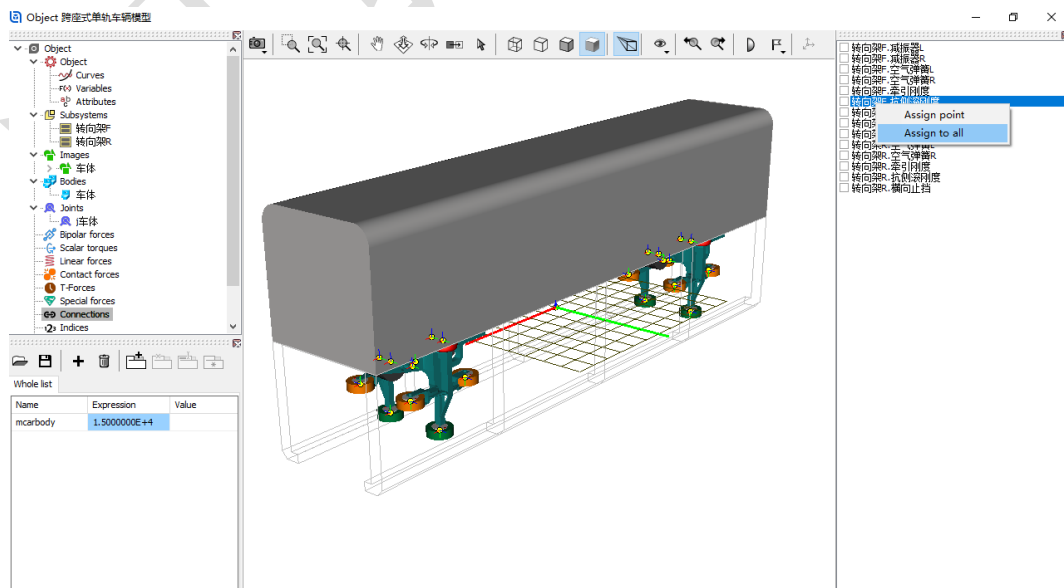 Object 跨座式单轨车辆模型
Object
Object
Curves
Variables
Attributes
Subsystems
转向架F
转向架R
Images
车体
Bodies
车体
Joints
j车体
Bipolar forces
Scalar torques
Linear forces
Contact forces
T-Forces
Special forces
Connections
Indices
Whole list
Name Expression Value
mcarbody 1.5000000E+4
转向架F.减振器L
转向架F.减振器R
转向架F.空气弹簧L
转向架F.空气弹簧R
转向架F.牵引刚度
转向架F.抗侧滚刚度
Assign point
Assign to all
转向架R.空气弹簧L
转向架R.空气弹簧R
转向架R.牵引刚度
转向架R.抗侧滚刚度
转向架R.横向止挡